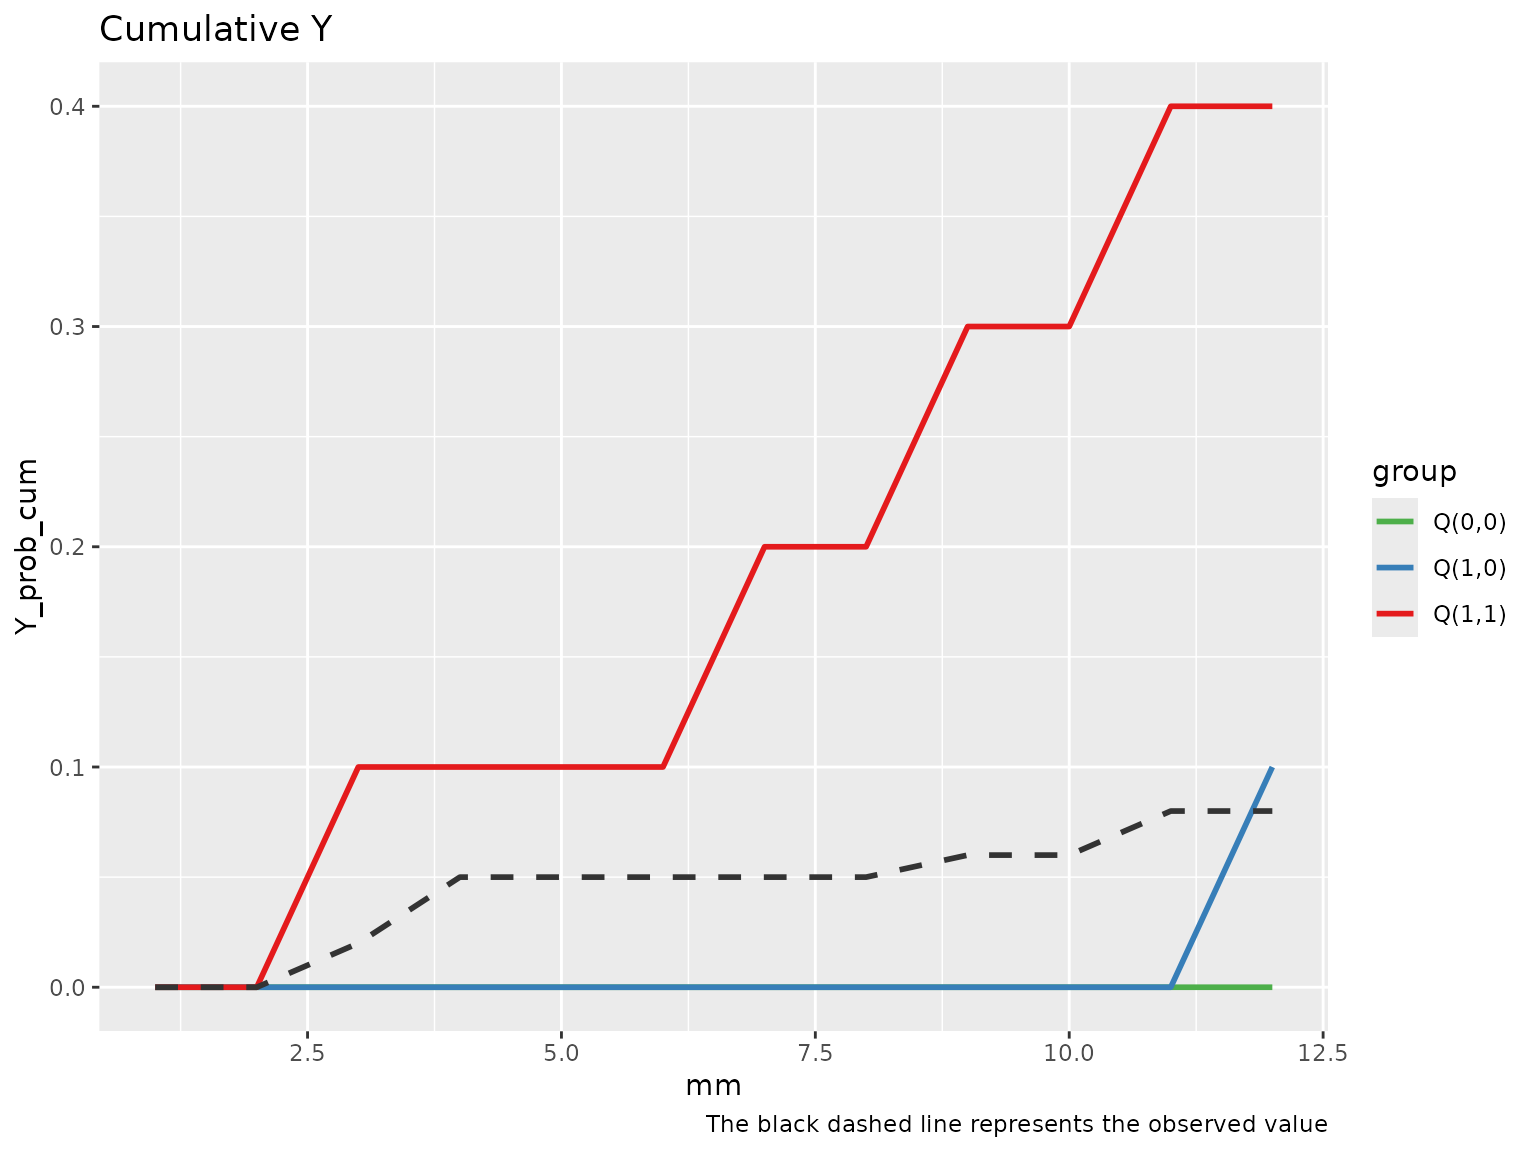 Cumulative Y
Y_prob_cum
0.4
0.3
0.2
0.1
0.0
2.5 5.0 7.5 10.0 12.5
mm
group
Q(0,0)
Q(1,0)
Q(1,1)
The black dashed line represents the observed value